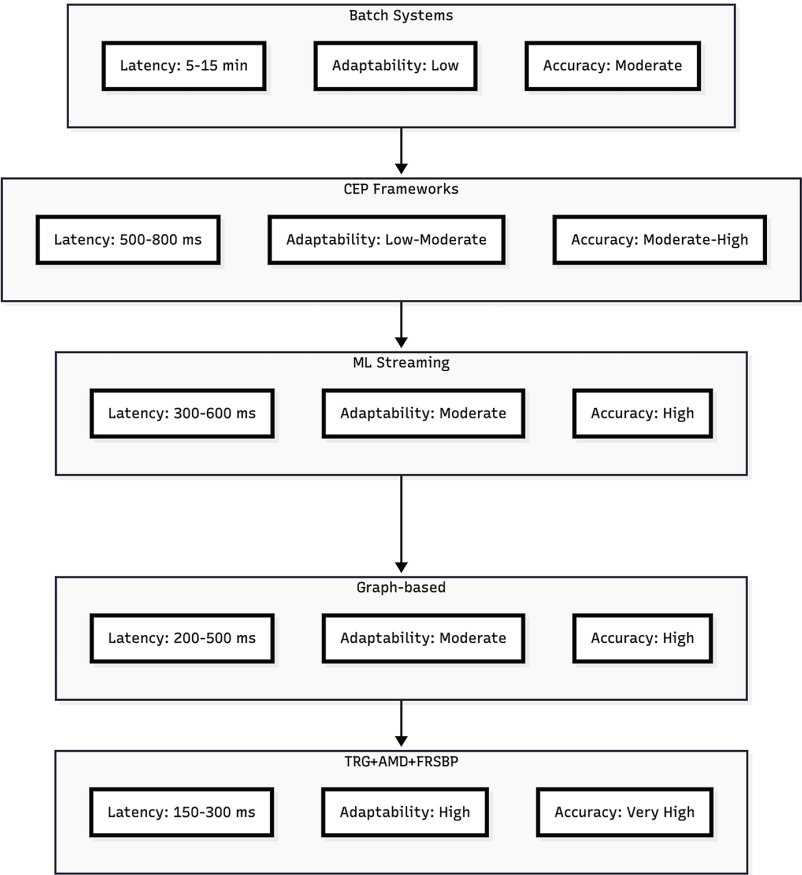 Batch Systems
Latency: 5-15 min
Adaptability: Low
Accuracy: Moderate
CEP Frameworks
Latency: 500-800 ms
Adaptability: Low-Moderate
Accuracy: Moderate-High
ML Streaming
Latency: 300-600 ms
Adaptability: Moderate
Accuracy: High
Graph-based
Latency: 200-500 ms
Adaptability: Moderate
Accuracy: High
TRG+AMD+FRSBP
Latency: 150-300 ms
Adaptability: High
Accuracy: Very High